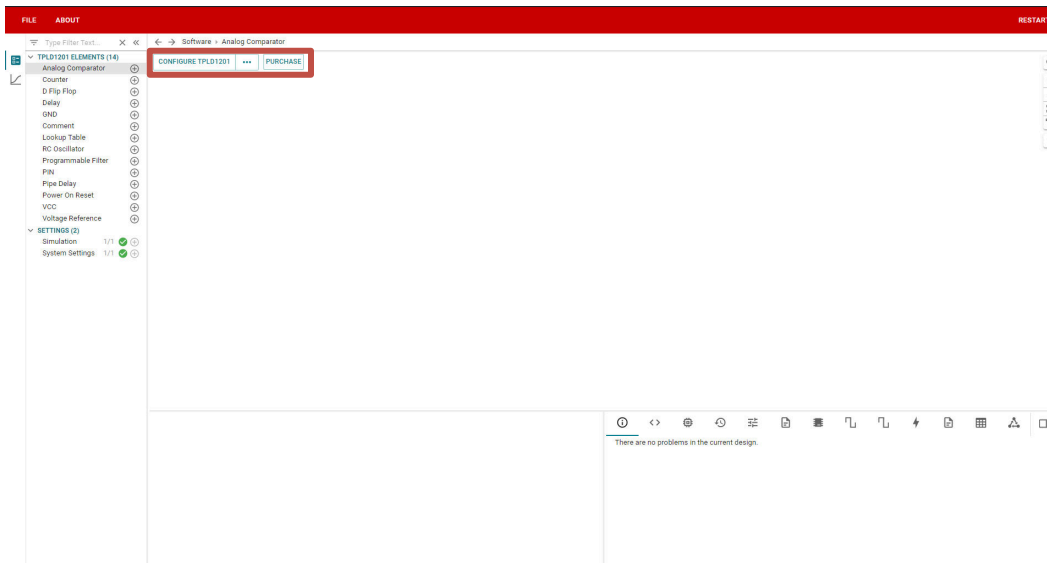 FILE ABOUT RESTART
Type Filter Text... Software Analog Comparator
TPLD1201 ELEMENTS (14)
CONFIGURE TPLD1201 ... PURCHASE
Analog Comparator
Counter
D Flip Flop
Delay
GND
Comment
Lookup Table
RC Oscillator
Programmable Filter
PIN
Pipe Delay
Power On Reset
VCC
Voltage Reference
SETTINGS (2)
Simulation 1/1
System Settings 1/1
There are no problems in the current design.